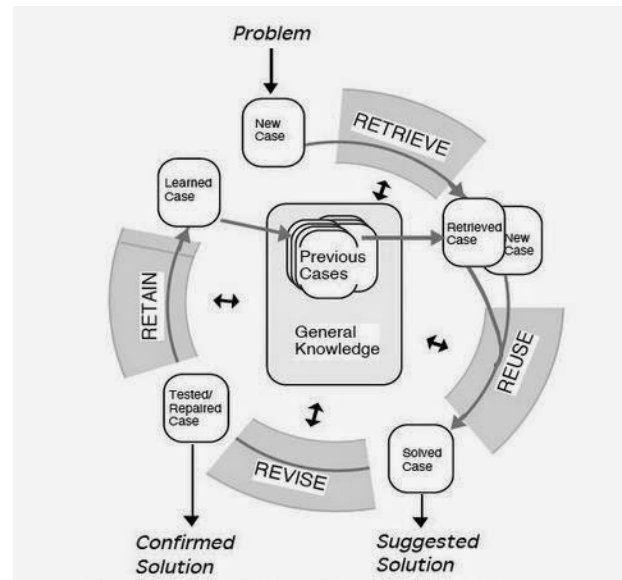 Problem
New
Case
RETRIEVE
Learned
Case
Retrieved
Case
New
Case
Previous
Cases
General
Knowledge
RETAIN
REUSE
Tested/
Repaired
Case
REVISE
Solved
Case
Confirmed
Solution
Suggested
Solution